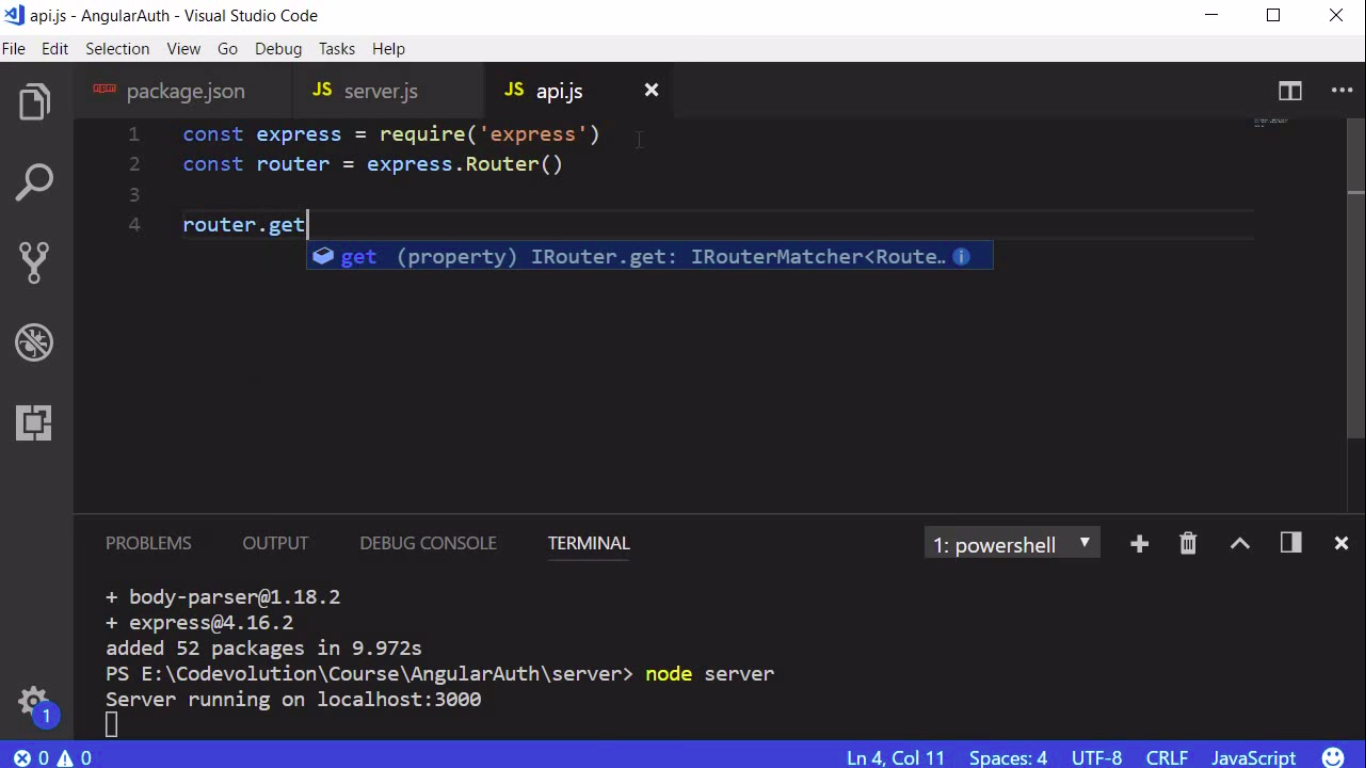 api.js - AngularAuth - Visual Studio Code
File Edit Selection View Go Debug Tasks Help
npm package.json JS server.js JS api.js
1 const express = require('express')
2 const router = express.Router()
3
4 router.get
get (property) IRouter.get: IRouterMatcher<Route…
PROBLEMS OUTPUT DEBUG CONSOLE TERMINAL 1: powershell
+ body-parser@1.18.2
+ express@4.16.2
added 52 packages in 9.972s
PS E:\Codevolution\Course\AngularAuth\server> node server
Server running on localhost:3000
1
0 0 Ln 4, Col 11 Spaces: 4 UTF-8 CRLF JavaScript